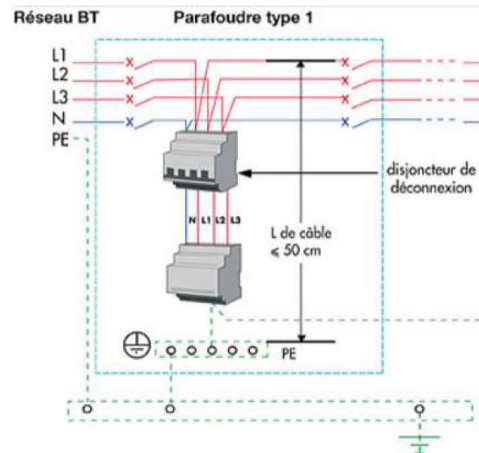 Réseau BT
Parafoudre type 1
L1
L2
L3
N
PE
disjoncteur de
déconnexion
N L1 L2 L3
L de câble
⩽ 50 cm
PE